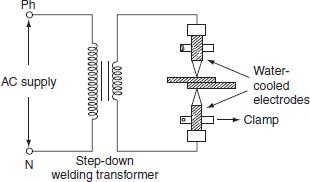 Ph
AC supply
N
Step-down
welding transformer
Water-
cooled
electrodes
Clamp